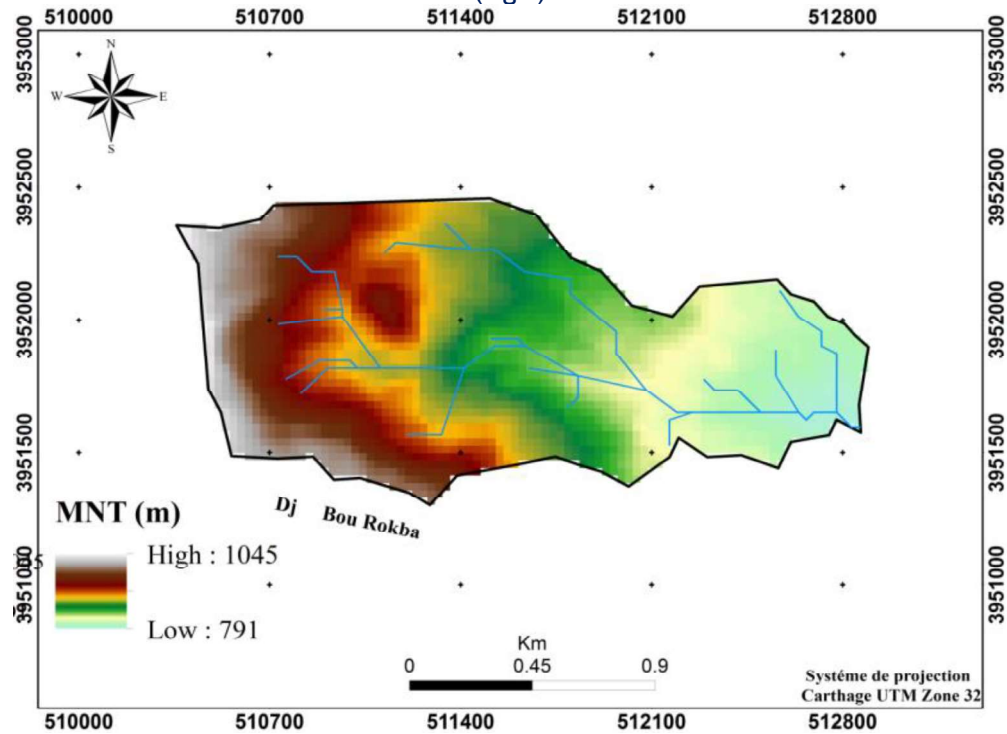 510000 510700 511400 512100 512800
3953000 3953000
N
W E
S
3952500 3952500
3952000 3952000
3951500 3951500
Dj Bou Rokba
MNT (m)
High : 1045
3951000 3951000
Low : 791
Km
0 0.45 0.9
Systéme de projection
Carthage UTM Zone 32
510000 510700 511400 512100 512800